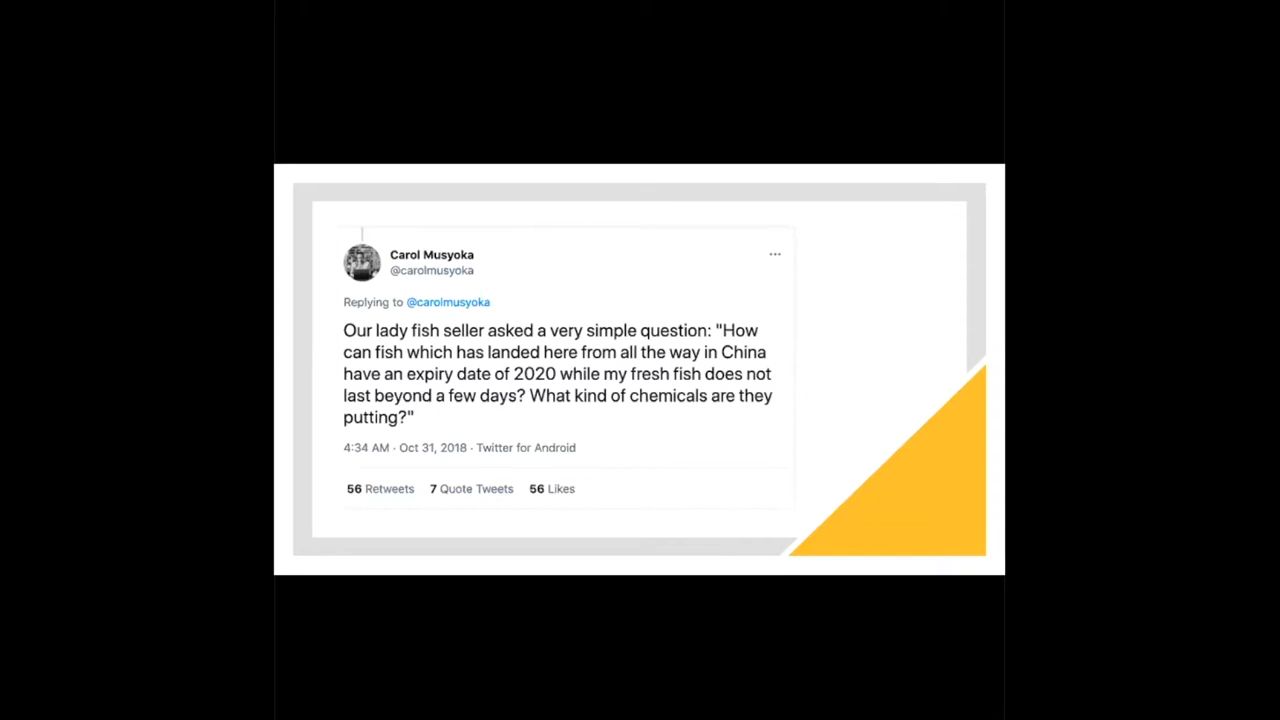 Carol Musyoka
@carolmusyoka
Replying to @carolmusyoka
Our lady fish seller asked a very simple question: "How
can fish which has landed here from all the way in China
have an expiry date of 2020 while my fresh fish does not
last beyond a few days? What kind of chemicals are they
putting?"
4:34 AM · Oct 31, 2018 · Twitter for Android
56 Retweets 7 Quote Tweets 56 Likes